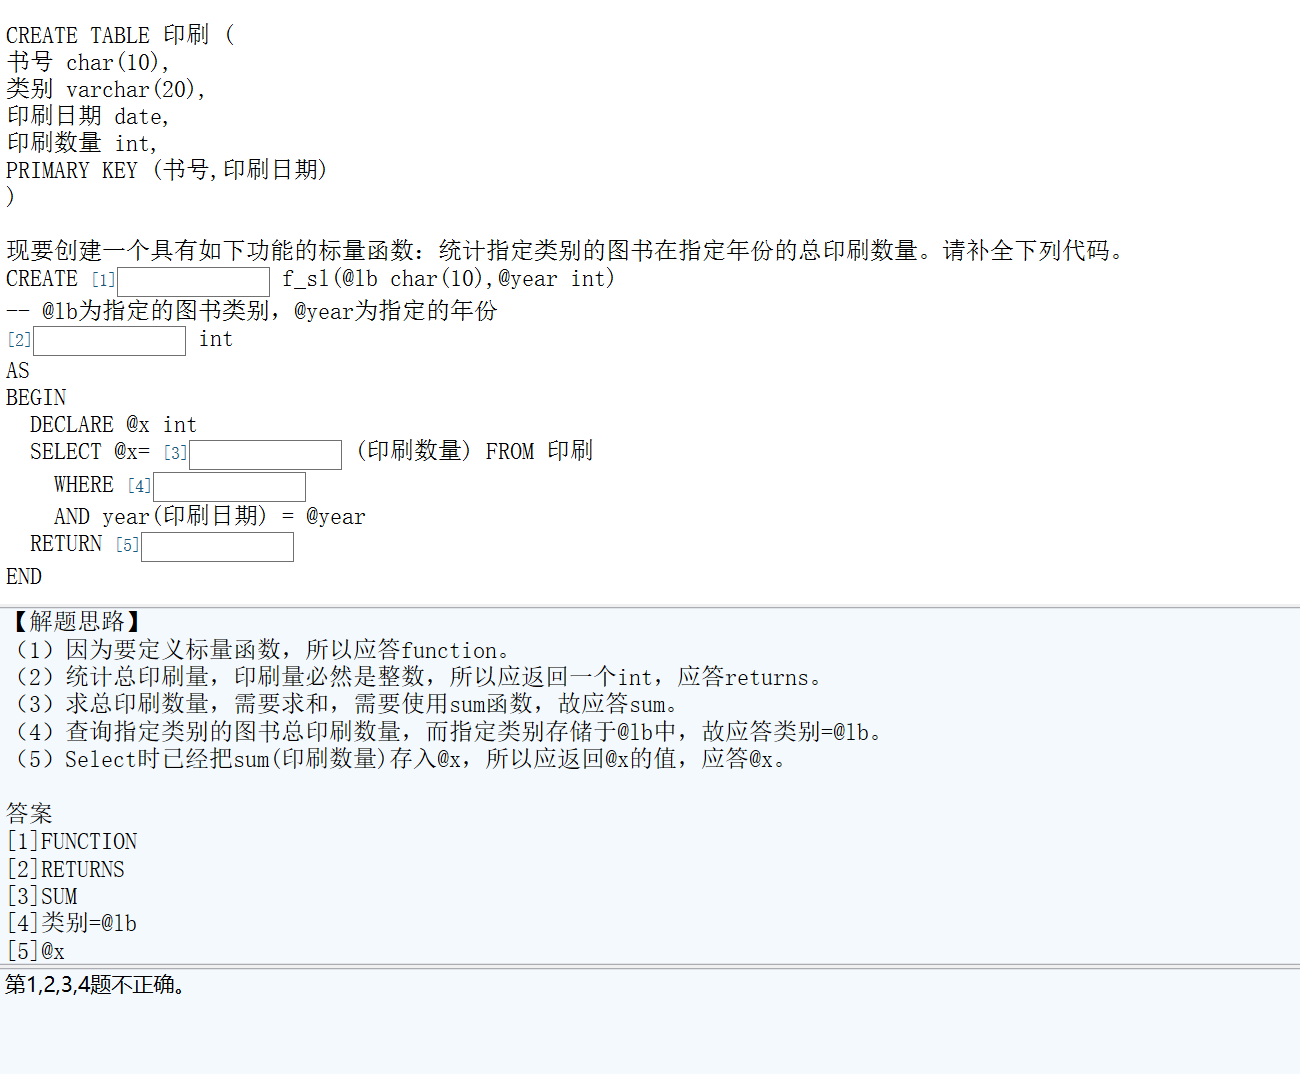 CREATE TABLE 印刷 (
书号 char(10),
类别 varchar(20),
印刷日期 date,
印刷数量 int,
PRIMARY KEY (书号,印刷日期)
)
现要创建一个具有如下功能的标量函数：统计指定类别的图书在指定年份的总印刷数量。请补全下列代码。
CREATE [1] f_sl(@lb char(10),@year int)
-- @lb为指定的图书类别，@year为指定的年份
[2] int
AS
BEGIN
DECLARE @x int
SELECT @x= [3] (印刷数量) FROM 印刷
WHERE [4]
AND year(印刷日期) = @year
RETURN [5]
END
【解题思路】
（1）因为要定义标量函数，所以应答function。
（2）统计总印刷量，印刷量必然是整数，所以应返回一个int，应答returns。
（3）求总印刷数量，需要求和，需要使用sum函数，故应答sum。
（4）查询指定类别的图书总印刷数量，而指定类别存储于@lb中，故应答类别=@lb。
（5）Select时已经把sum(印刷数量)存入@x，所以应返回@x的值，应答@x。
答案
[1]FUNCTION
[2]RETURNS
[3]SUM
[4]类别=@lb
[5]@x
第1,2,3,4题不正确。